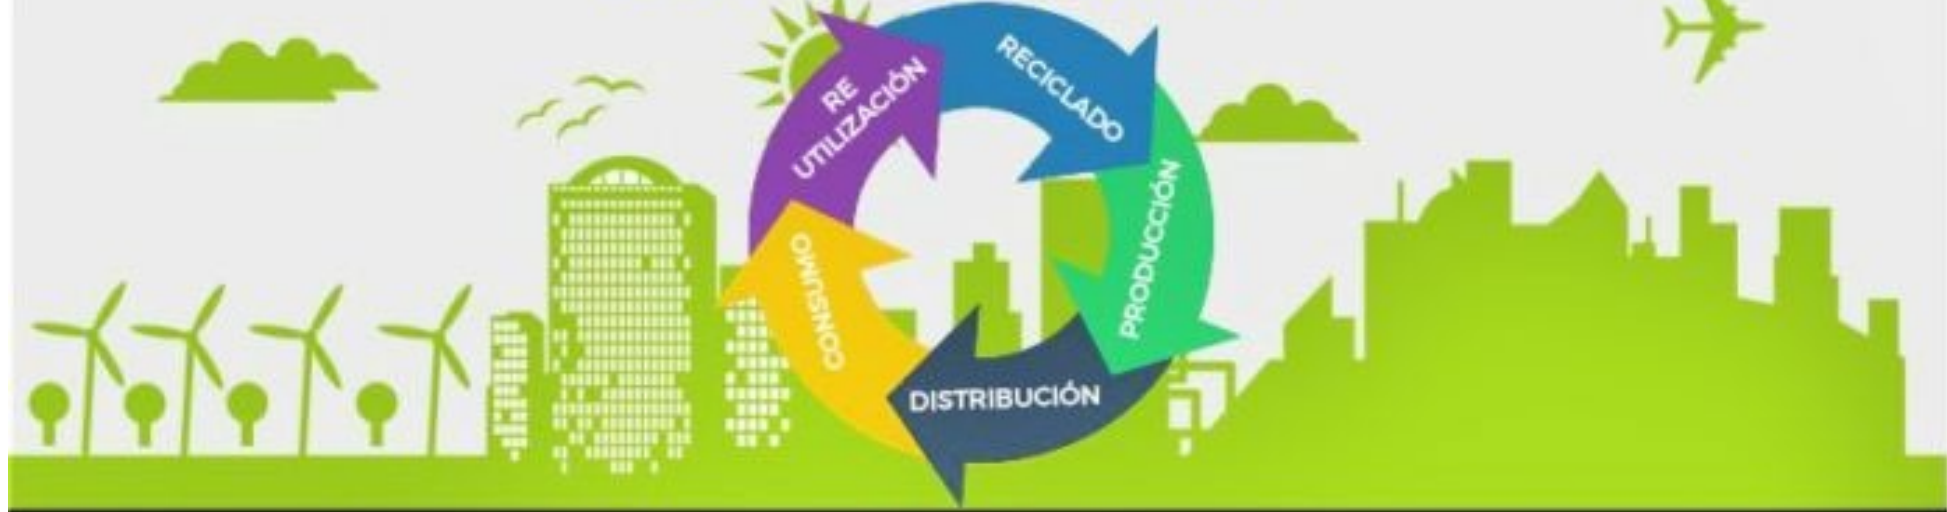 RECICLADO
PRODUCCIÓN
DISTRIBUCIÓN
CONSUMO
RE
UTILIZACIÓN